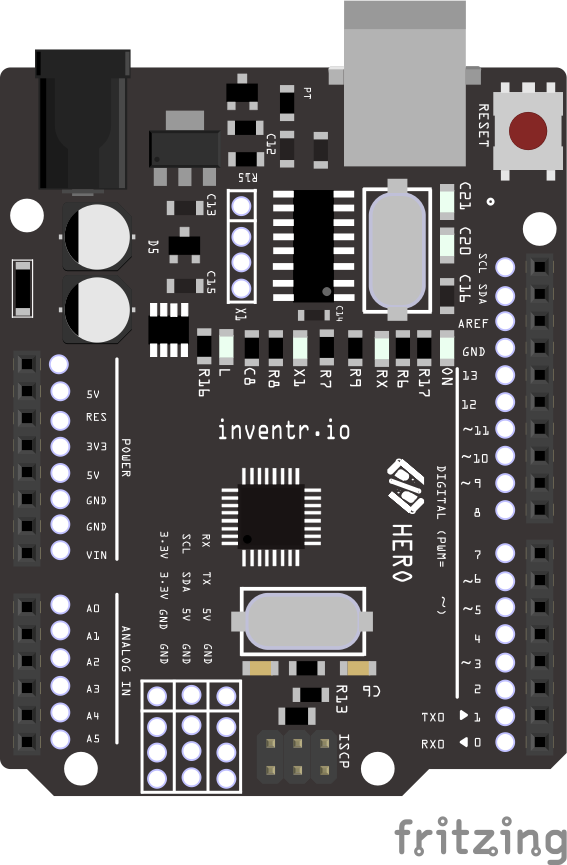 PT
RESET
C12
R15
C13
C21
D5
C20
SCL
SDA
C15
C16
X1
C14
AREF
GND
R16
L
C8
R8
X1
R7
R9
RX
R6
R17
ON
13
5V
12
RES
inventr.io
~11
3V3
POWER
~10
5V
~9
GND
8
GND
VIN
DIGITAL (PWM= ~)
HERO
3.3V SCL RX
3.3V SDA TX
GND 5V 5V
GND GND GND
7
~6
~5
4
~3
2
TX0 1
RX0 0
A0
A1
A2
A3
A4
A5
ANALOG IN
R13
C6
ISCP
fritzing